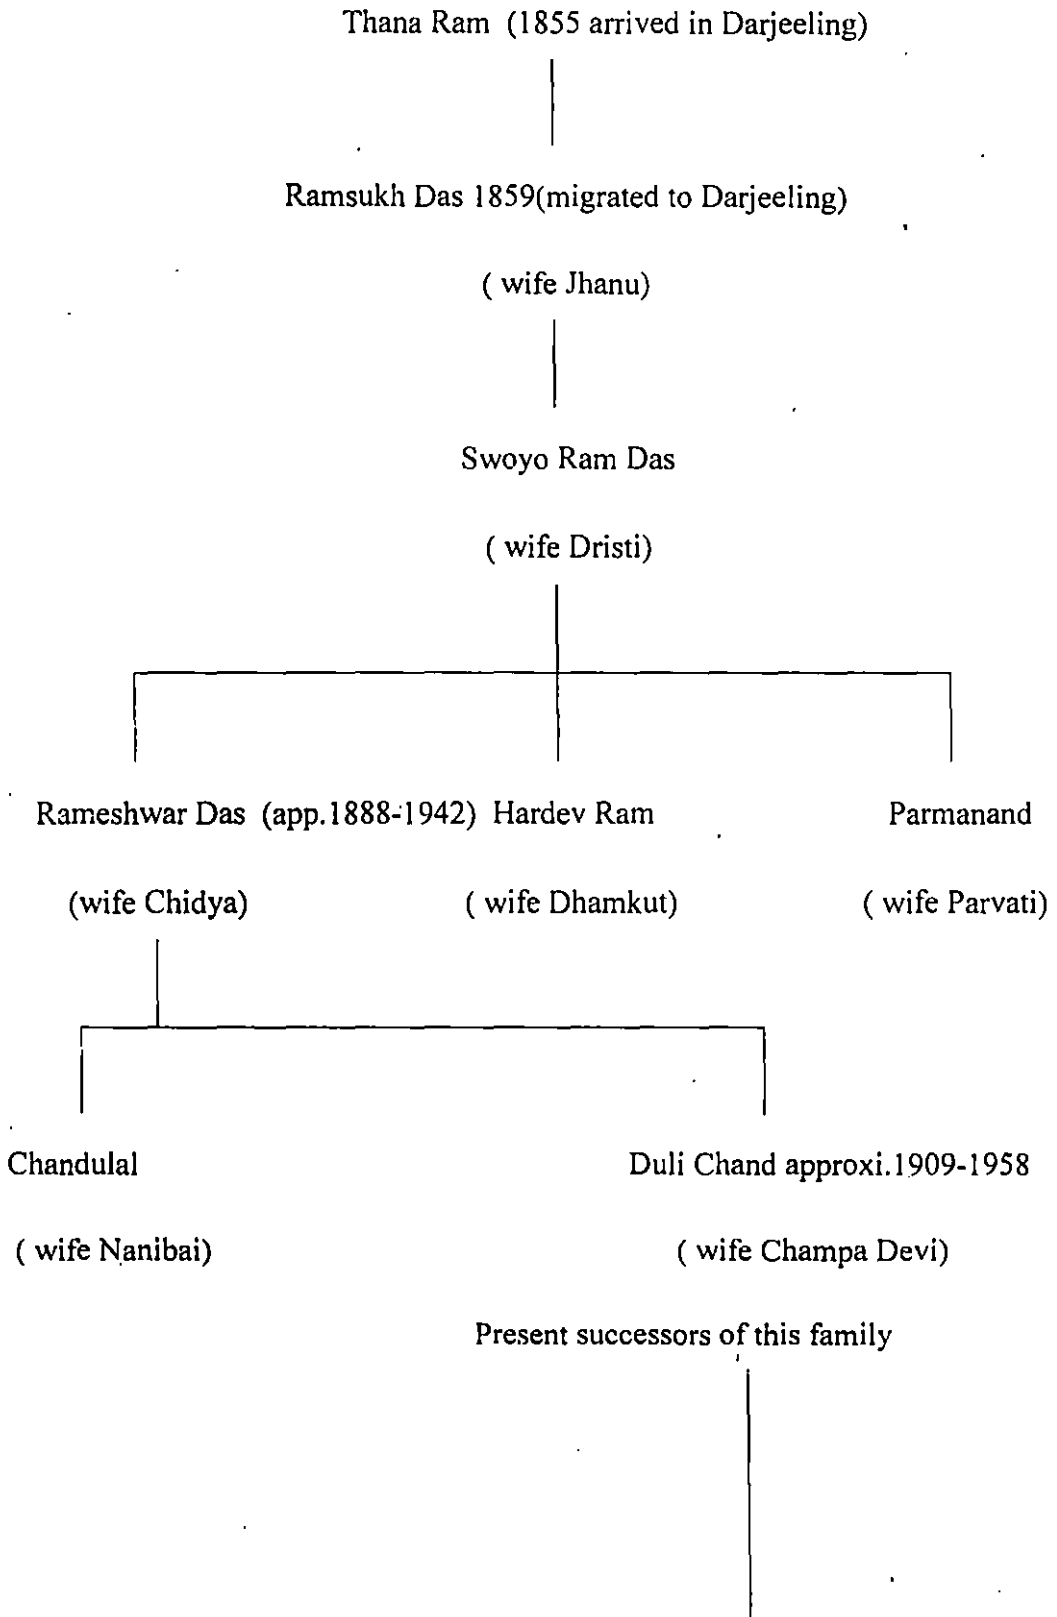 Thana Ram (1855 arrived in Darjeeling)
Ramsukh Das 1859(migrated to Darjeeling)
( wife Jhanu)
Swoyo Ram Das
( wife Dristi)
Rameshwar Das (app.1888-1942) Hardev Ram Parmanand
(wife Chidya) ( wife Dhamkut) ( wife Parvati)
Chandulal Duli Chand approxi.1909-1958
( wife Nanibai) ( wife Champa Devi)
Present successors of this family